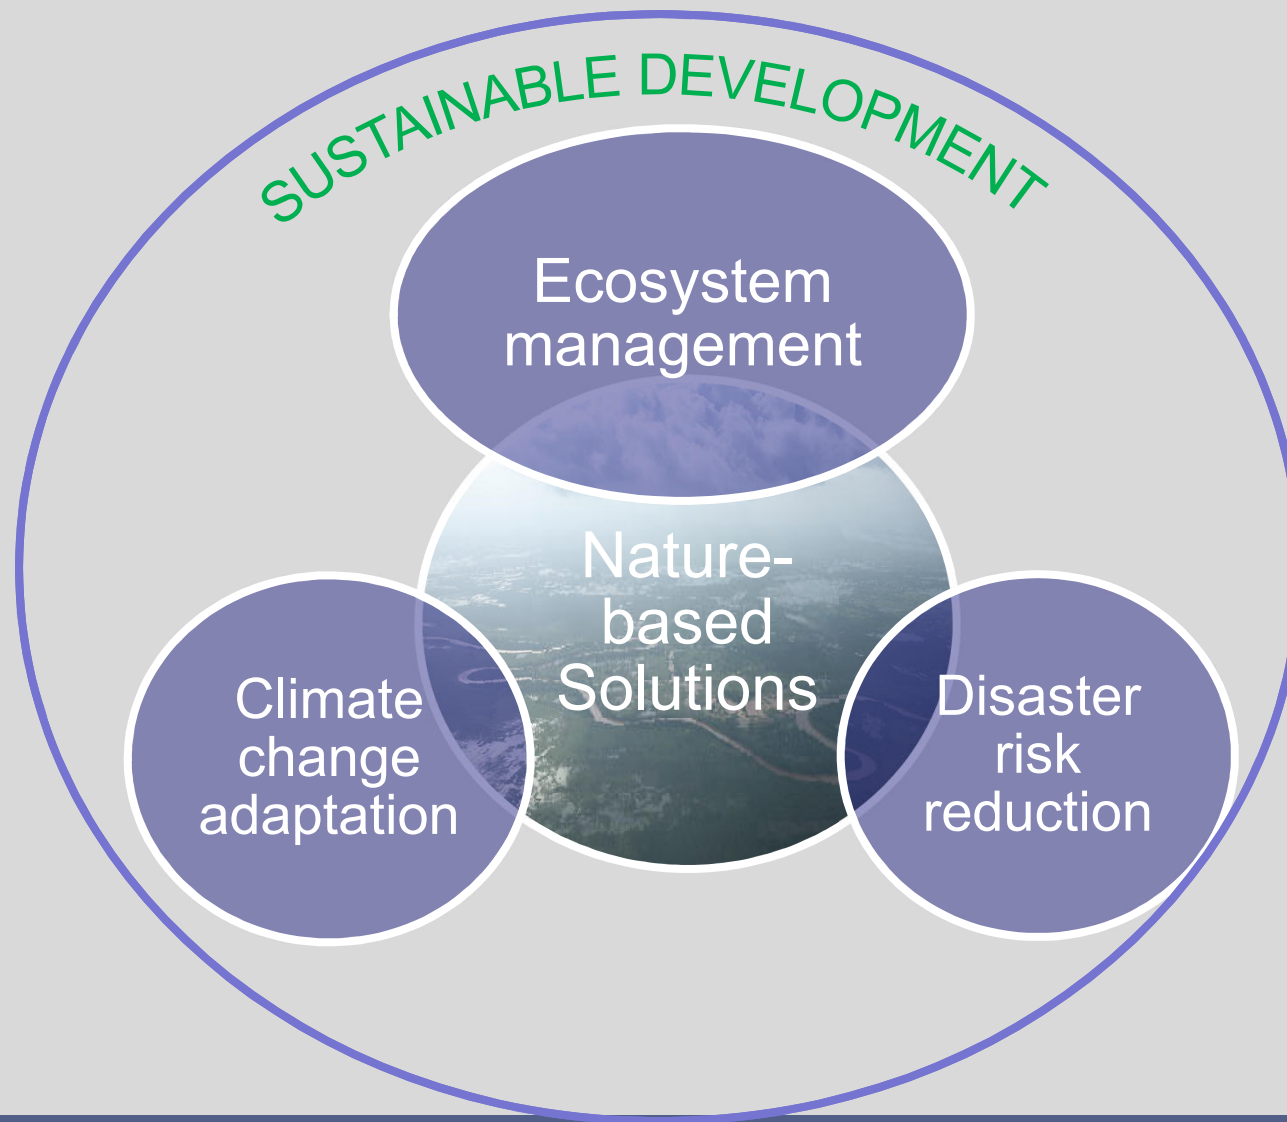 SUSTAINABLE DEVELOPMENT
Ecosystem
management
Nature-
based
Solutions
Climate
change
adaptation
Disaster
risk
reduction